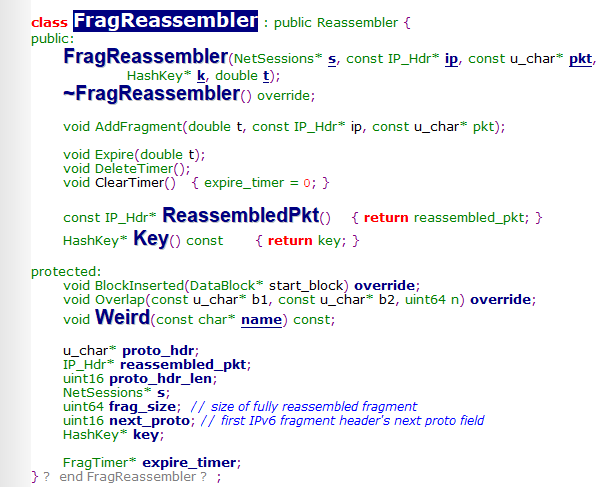 class FragReassembler : public Reassembler {
public:
FragReassembler(NetSessions* s, const IP_Hdr* ip, const u_char* pkt,
HashKey* k, double t);
~FragReassembler() override;
void AddFragment(double t, const IP_Hdr* ip, const u_char* pkt);
void Expire(double t);
void DeleteTimer();
void ClearTimer() { expire_timer = 0; }
const IP_Hdr* ReassembledPkt() { return reassembled_pkt; }
HashKey* Key() const { return key; }
protected:
void BlockInserted(DataBlock* start_block) override;
void Overlap(const u_char* b1, const u_char* b2, uint64 n) override;
void Weird(const char* name) const;
u_char* proto_hdr;
IP_Hdr* reassembled_pkt;
uint16 proto_hdr_len;
NetSessions* s;
uint64 frag_size; // size of fully reassembled fragment
uint16 next_proto; // first IPv6 fragment header's next proto field
HashKey* key;
FragTimer* expire_timer;
} ? end FragReassembler ? ;